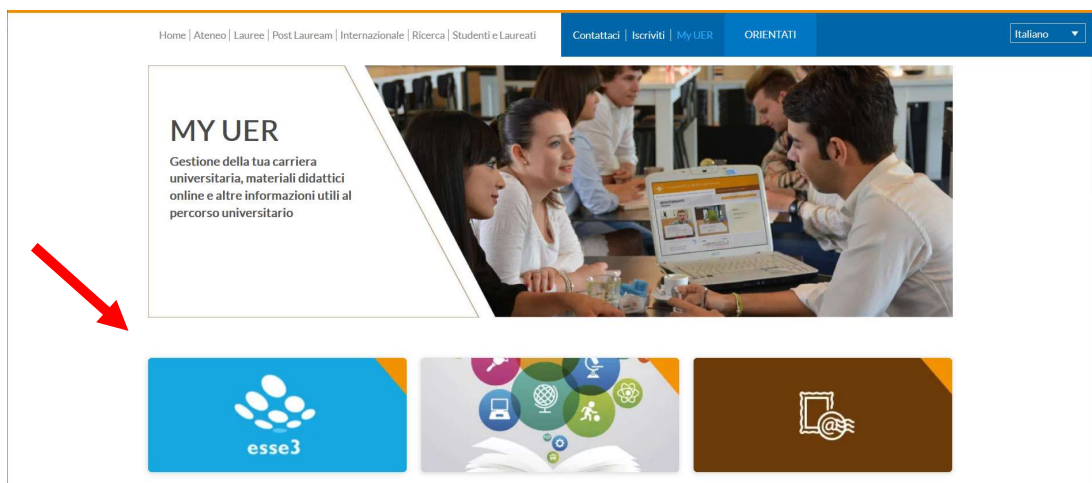 Home | Ateneo | Lauree | Post Lauream | Internazionale | Ricerca | Studenti e Laureati
Contattaci | Iscriviti | My UER
ORIENTATI
Italiano
MY UER
Gestione della tua carriera
universitaria, materiali didattici
online e altre informazioni utili al
percorso universitario
esse3
@